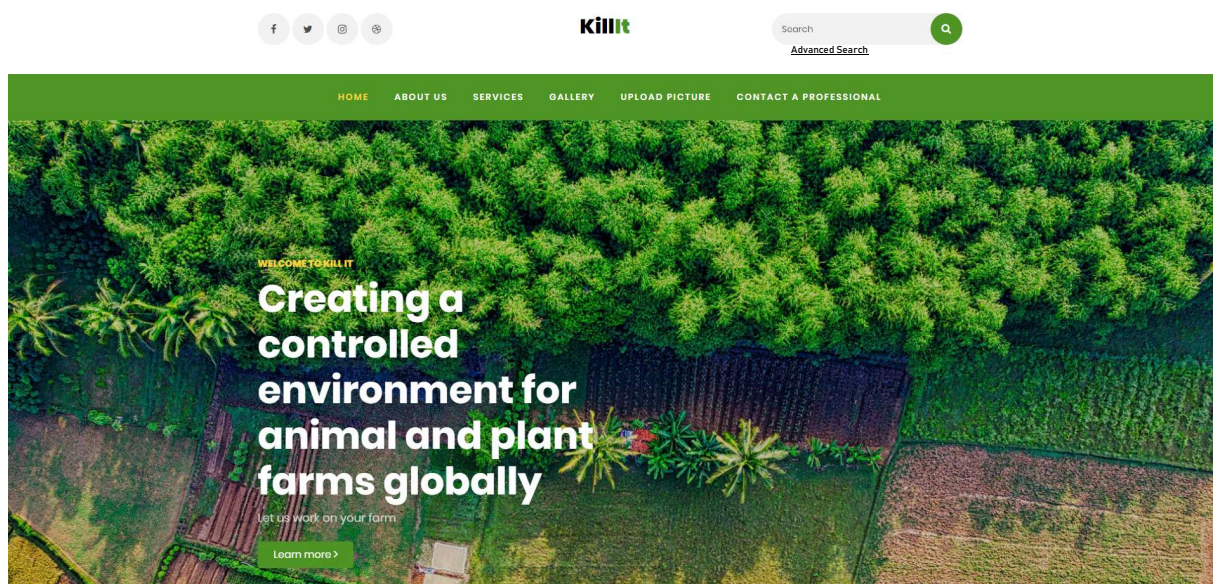 KillIt
Search
Advanced Search
HOME ABOUT US SERVICES GALLERY UPLOAD PICTURE CONTACT A PROFESSIONAL
WELCOME TO KILL IT
Creating a
controlled
environment for
animal and plant
farms globally
Let us work on your farm
Learn more >